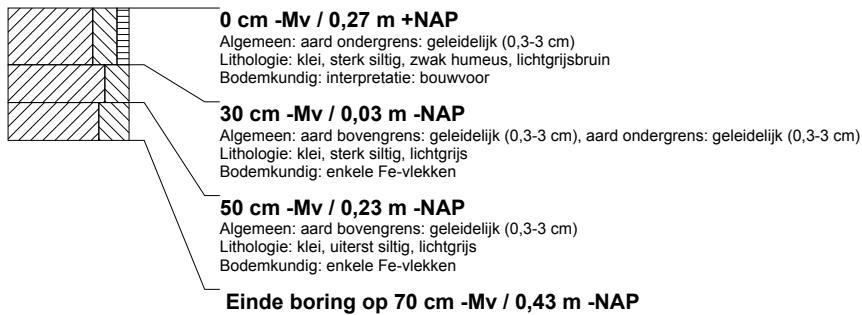 0 cm -Mv / 0,27 m +NAP
Algemeen: aard ondergrens: geleidelijk (0,3-3 cm)
Lithologie: klei, sterk siltig, zwak humeus, lichtgrijsbruin
Bodemkundig: interpretatie: bouwvoor
30 cm -Mv / 0,03 m -NAP
Algemeen: aard bovengrens: geleidelijk (0,3-3 cm), aard ondergrens: geleidelijk (0,3-3 cm)
Lithologie: klei, sterk siltig, lichtgrijs
Bodemkundig: enkele Fe-vlekken
50 cm -Mv / 0,23 m -NAP
Algemeen: aard bovengrens: geleidelijk (0,3-3 cm)
Lithologie: klei, uiterst siltig, lichtgrijs
Bodemkundig: enkele Fe-vlekken
Einde boring op 70 cm -Mv / 0,43 m -NAP